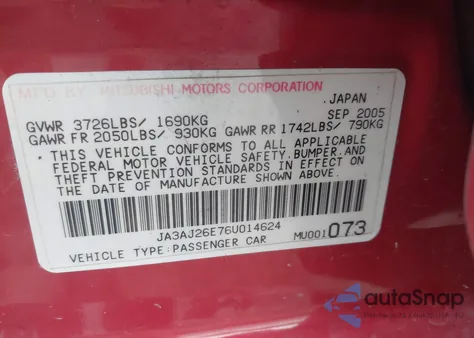 MFD BY MITSUBISHI MOTORS CORPORATION
JAPAN
SEP 2005
GVWR 3726LBS/ 1690KG
GAWR FR 2050LBS/ 930KG GAWR RR 1742LBS/ 790KG
• THIS VEHICLE CONFORMS TO ALL APPLICABLE
FEDERAL MOTOR VEHICLE SAFETY, BUMPER, AND
THEFT PREVENTION STANDARDS IN EFFECT ON
THE DATE OF MANUFACTURE SHOWN ABOVE.
JA3AJ26E76U014624
VEHICLE TYPE:PASSENGER CAR
MU001 073
autoSnap